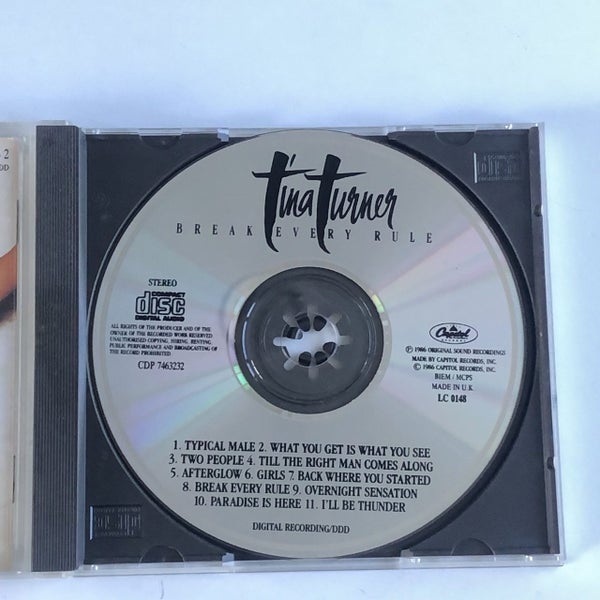 2
DDD
Tina Turner
BREAK EVERY RULE
STEREO
COMPACT
disc
DIGITAL AUDIO
ALL RIGHTS OF THE PRODUCER AND OF THE
OWNER OF THE RECORDED WORK RESERVED
UNAUTHORISED COPYING, HIRING, RENTING,
PUBLIC PERFORMANCE AND BROADCASTING OF
THE RECORD PROHIBITED
CDP 7463232
Capitol
Ⓟ 1986 ORIGINAL SOUND RECORDINGS
MADE BY CAPITOL RECORDS, INC.
© 1986 CAPITOL RECORDS, INC.
BIEM / MCPS
MADE IN U.K.
LC 0148
1. TYPICAL MALE 2. WHAT YOU GET IS WHAT YOU SEE
3. TWO PEOPLE 4. TILL THE RIGHT MAN COMES ALONG
5. AFTERGLOW 6. GIRLS 7. BACK WHERE YOU STARTED
8. BREAK EVERY RULE 9. OVERNIGHT SENSATION
10. PARADISE IS HERE 11. I'LL BE THUNDER
DIGITAL RECORDING/DDD